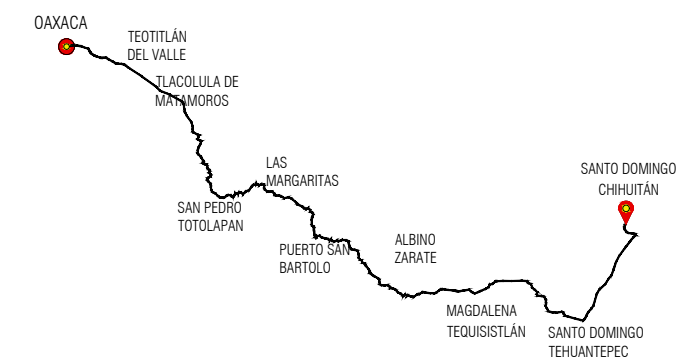 OAXACA
TEOTITLÁN
DEL VALLE
TLACOLULA DE
MATAMOROS
LAS
MARGARITAS
SANTO DOMINGO
CHIHUITÁN
SAN PEDRO
TOTOLAPAN
PUERTO SAN
BARTOLO
ALBINO
ZARATE
MAGDALENA
TEQUISISTLÁN
SANTO DOMINGO
TEHUANTEPEC